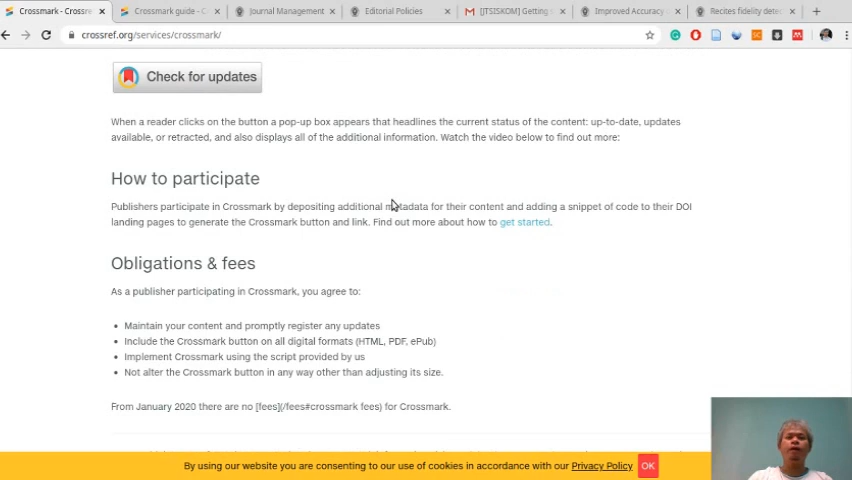 Crossmark - Crossre
Crossmark guide - C
Journal Management
Editorial Policies
[JTSISKOM] Getting
Improved Accuracy
Recites fidelity dete
crossref.org/services/crossmark/
Check for updates
When a reader clicks on the button a pop-up box appears that headlines the current status of the content: up-to-date, updates
available, or retracted, and also displays all of the additional information. Watch the video below to find out more:
How to participate
Publishers participate in Crossmark by depositing additional metadata for their content and adding a snippet of code to their DOI
landing pages to generate the Crossmark button and link. Find out more about how to get started.
Obligations & fees
As a publisher participating in Crossmark, you agree to:
Maintain your content and promptly register any updates
Include the Crossmark button on all digital formats (HTML, PDF, ePub)
Implement Crossmark using the script provided by us
Not alter the Crossmark button in any way other than adjusting its size.
From January 2020 there are no [fees](/fees#crossmark fees) for Crossmark.
By using our website you are consenting to our use of cookies in accordance with our Privacy Policy OK